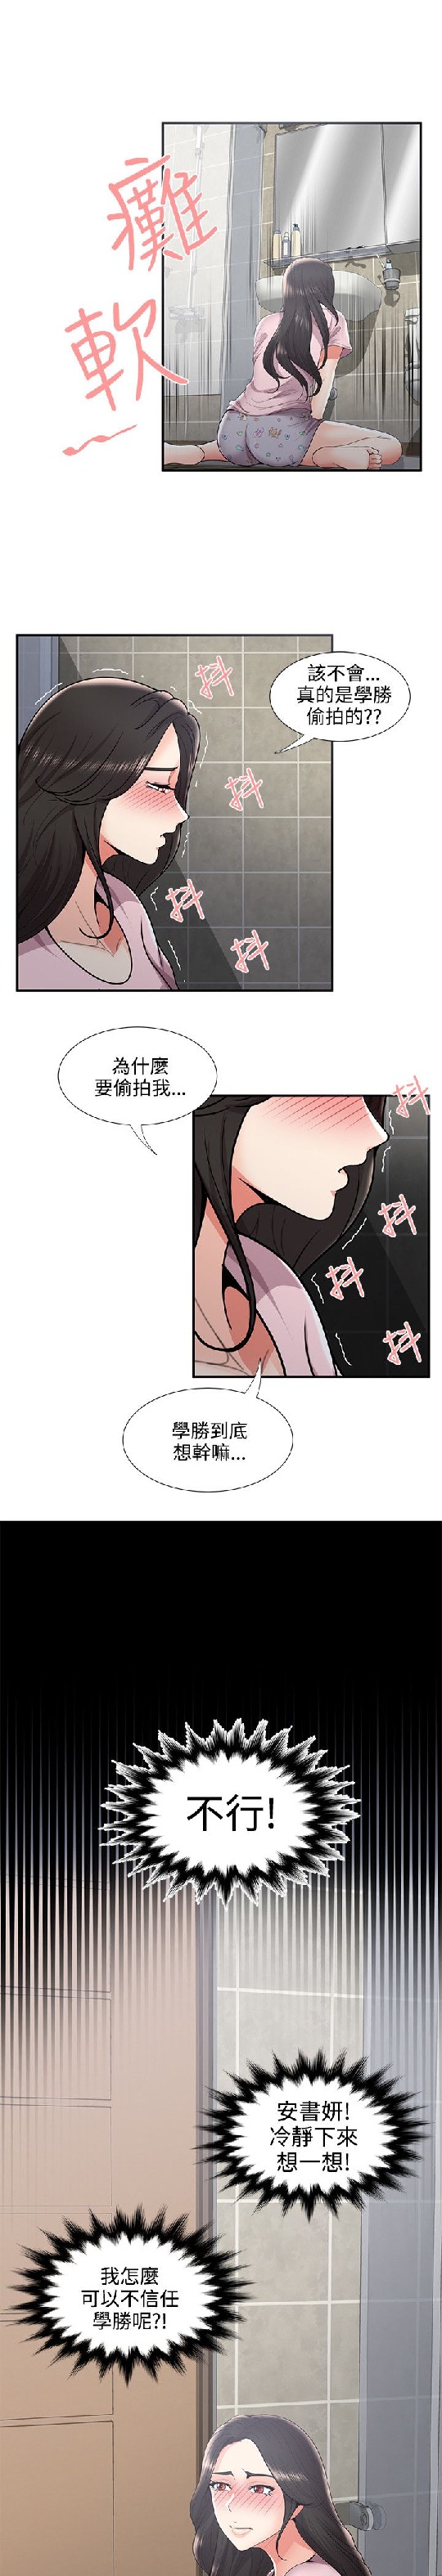 癱
軟
該不會...
真的是學勝
偷拍的??
抖
抖
抖
抖
為什麼
要偷拍我...
抖
抖
抖
抖
學勝到底
想幹嘛...
不行!
安書妍!
冷靜下來
想一想!
我怎麼
可以不信任
學勝呢?!